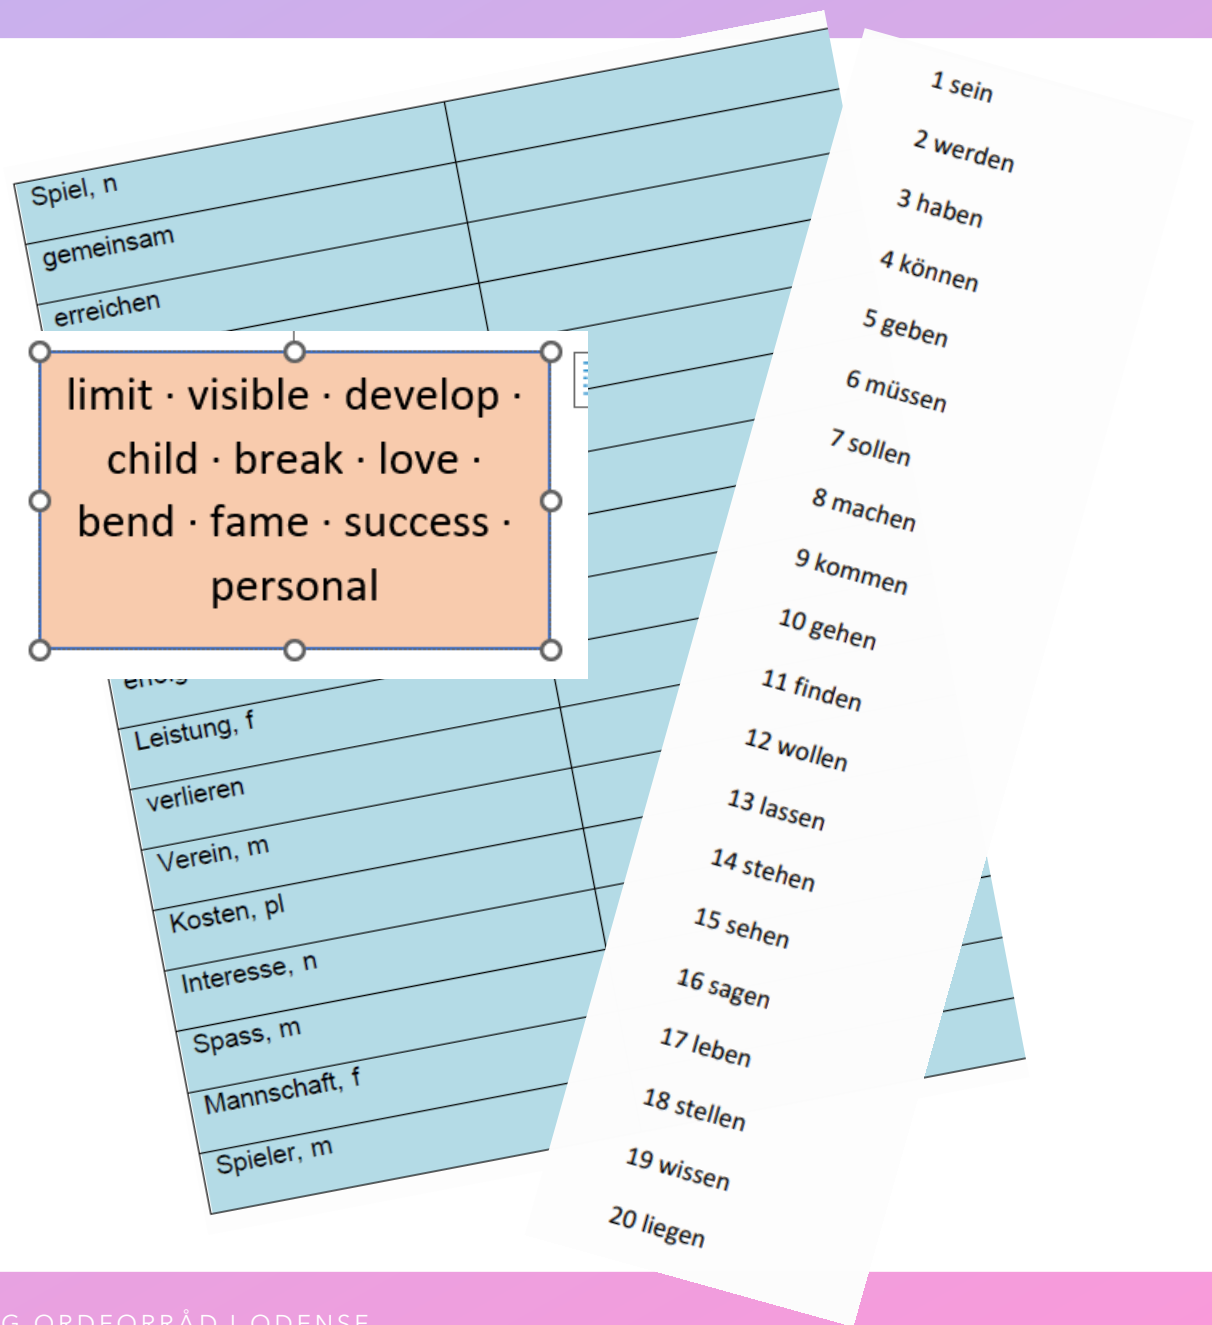 Spiel, n
gemeinsam
erreichen
limit · visible · develop ·
child · break · love ·
bend · fame · success ·
personal
Leistung, f
verlieren
Verein, m
Kosten, pl
Interesse, n
Spass, m
Mannschaft, f
Spieler, m
1 sein
2 werden
3 haben
4 können
5 geben
6 müssen
7 sollen
8 machen
9 kommen
10 gehen
11 finden
12 wollen
13 lassen
14 stehen
15 sehen
16 sagen
17 leben
18 stellen
19 wissen
20 liegen
G ORDFORRÅD I ODENSE